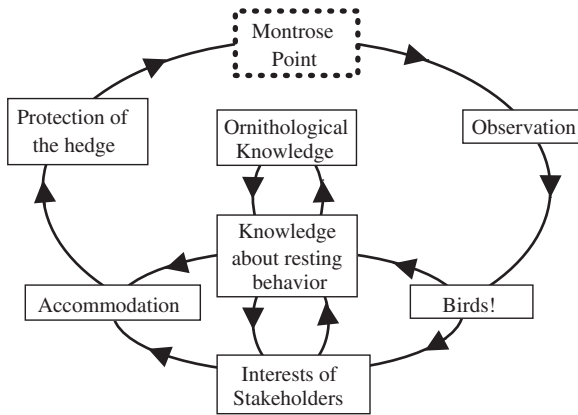 Montrose
Point
Protection of
the hedge
Ornithological
Knowledge
Observation
Knowledge
about resting
behavior
Accommodation
Birds!
Interests of
Stakeholders